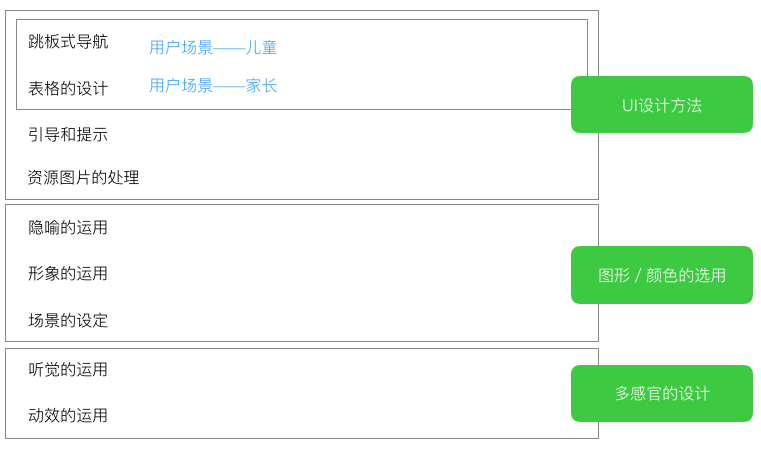 跳板式导航
用户场景——儿童
表格的设计
用户场景——家长
UI设计方法
引导和提示
资源图片的处理
隐喻的运用
形象的运用
图形 / 颜色的选用
场景的设定
听觉的运用
多感官的设计
动效的运用